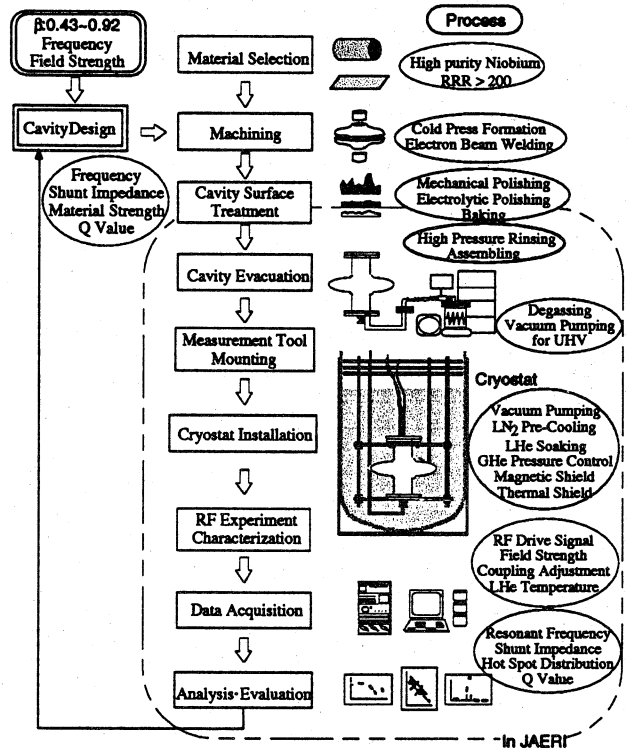 β:0.43~0.92
Frequency
Field Strength
Cavity Design
Frequency
Shunt Impedance
Material Strength
Q Value
Material Selection
Machining
Cavity Surface
Treatment
Cavity Evacuation
Measurement Tool
Mounting
Cryostat Installation
RF Experiment
Characterization
Data Acquisition
Analysis·Evaluation
Process
High purity Niobium
RRR > 200
Cold Press Formation
Electron Beam Welding
Mechanical Polishing
Electrolytic Polishing
Baking
High Pressure Rinsing
Assembling
Degassing
Vacuum Pumping
for UHV
Cryostat
Vacuum Pumping
LN2 Pre-Cooling
LHe Soaking
GHe Pressure Control
Magnetic Shield
Thermal Shield
RF Drive Signal
Field Strength
Coupling Adjustment
LHe Temperature
Resonant Frequency
Shunt Impedance
Hot Spot Distribution
Q Value
In JAERI